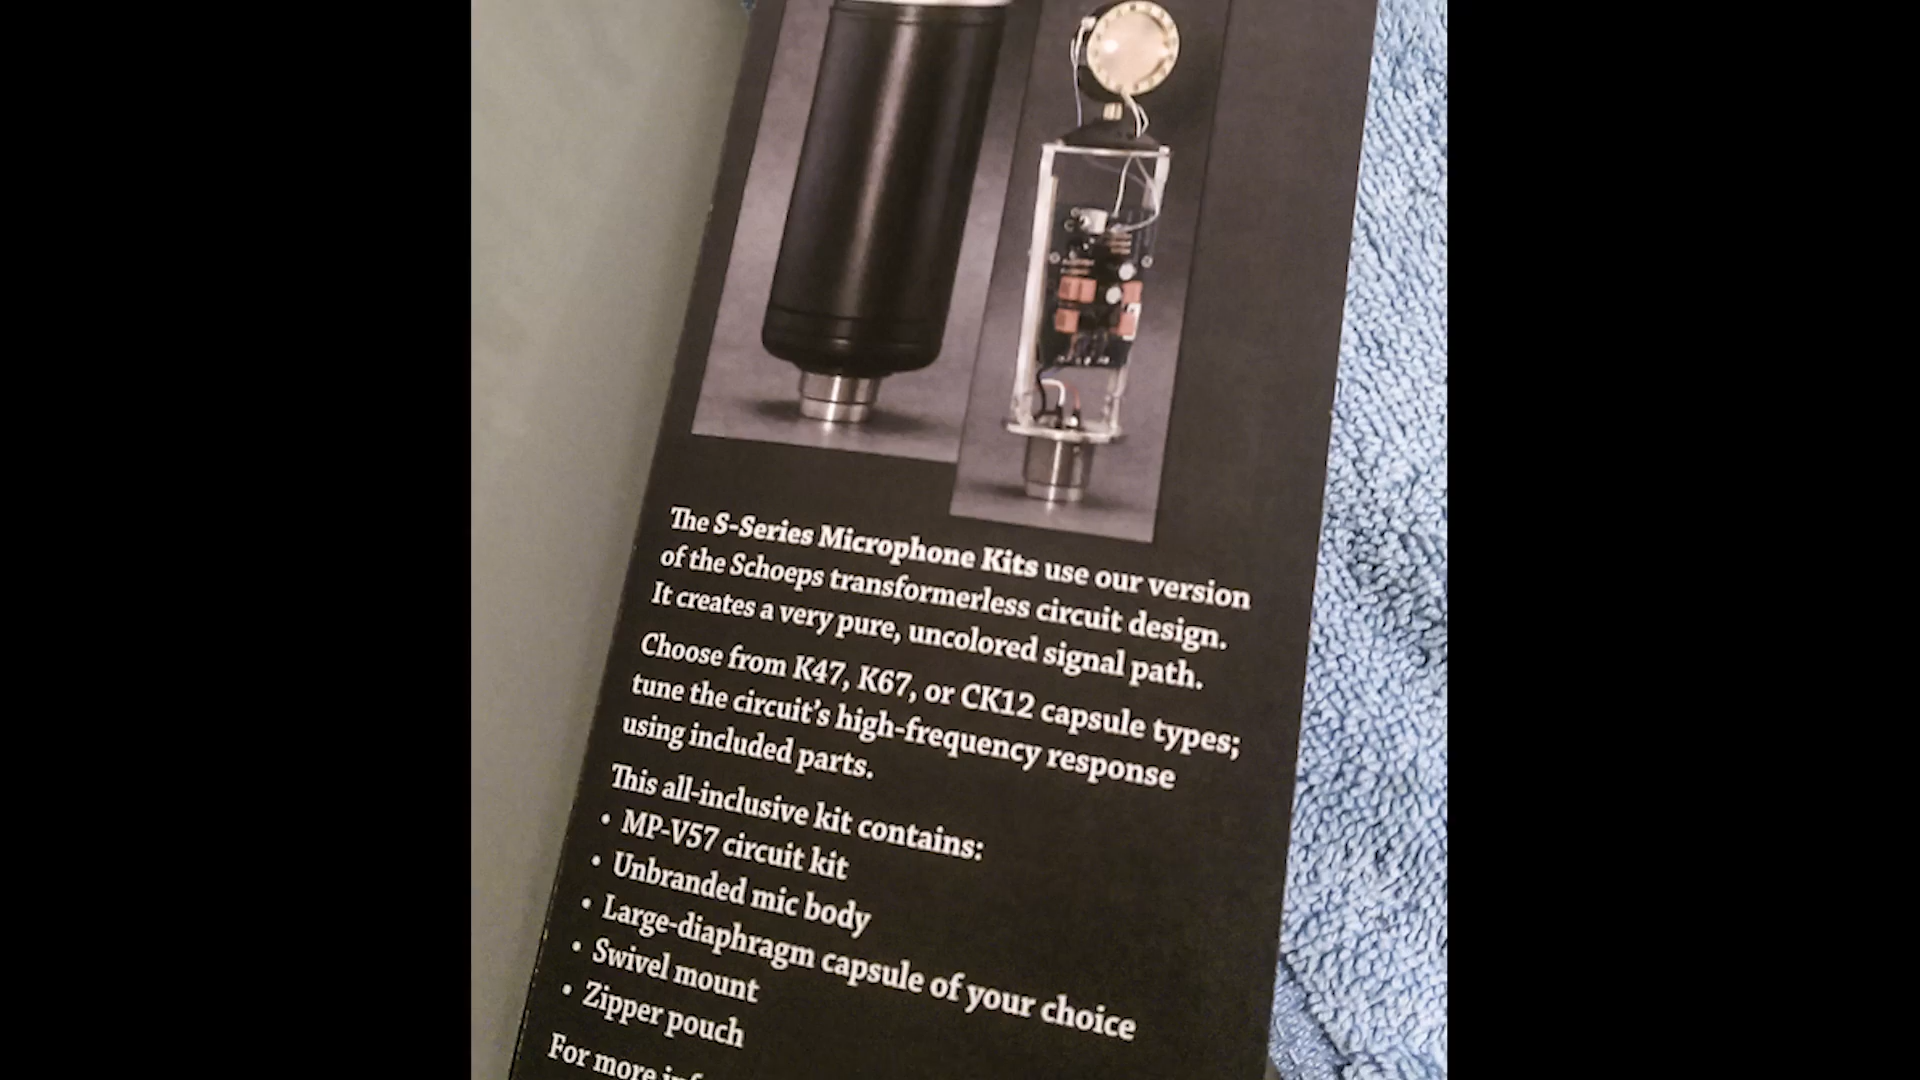 The S-Series Microphone Kits use our version
of the Schoeps transformerless circuit design.
It creates a very pure, uncolored signal path.
Choose from K47, K67, or CK12 capsule types;
tune the circuit’s high-frequency response
using included parts.
This all-inclusive kit contains:
• MP-V57 circuit kit
• Unbranded mic body
• Large-diaphragm capsule of your choice
• Swivel mount
• Zipper pouch
For more